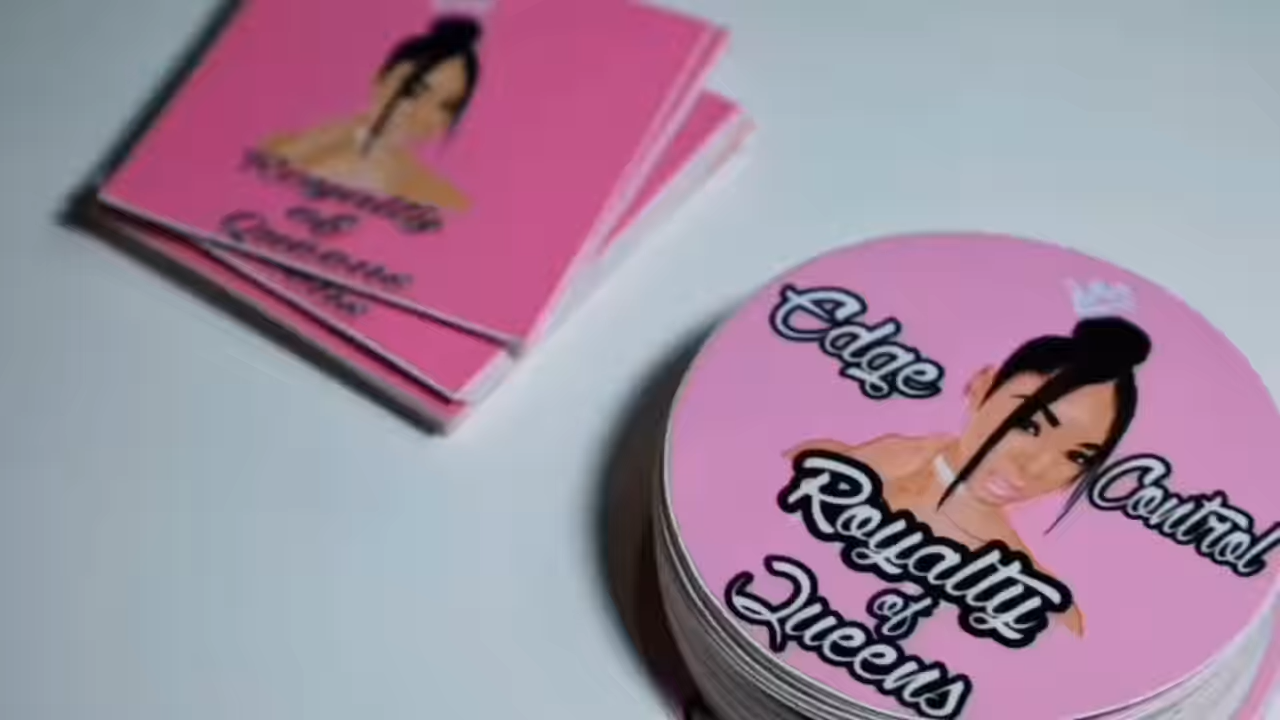 Royalty
of
Queens
Edge
Control
Royalty
of
Queens